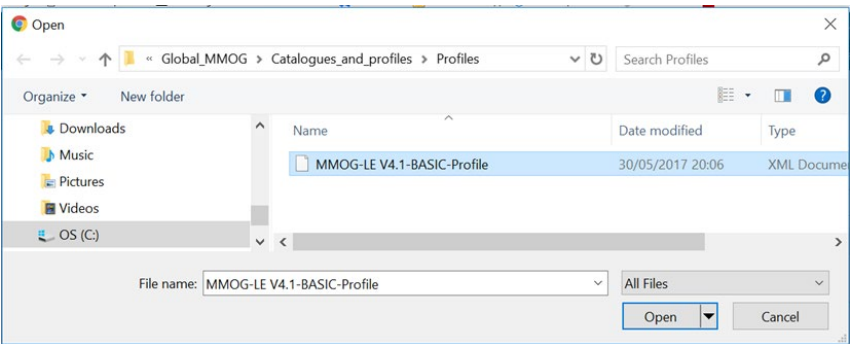 Open
« Global_MMOG > Catalogues_and_profiles > Profiles
Search Profiles
Organize
New folder
?
Downloads
Music
Pictures
Videos
OS (C:)
Name
Date modified
Type
MMOG-LE V4.1-BASIC-Profile
30/05/2017 20:06
XML Docume
File name: MMOG-LE V4.1-BASIC-Profile
All Files
Open
Cancel